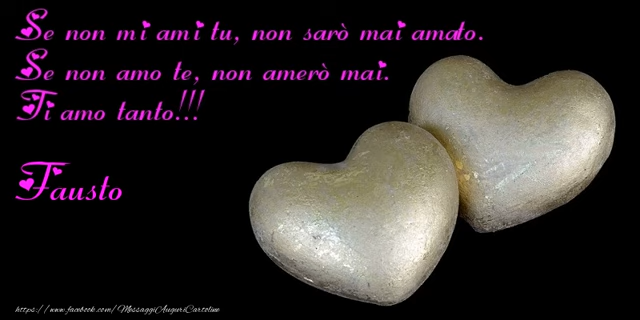 Se non mi ami tu, non sarò mai amato.
Se non amo te, non amerò mai.
Ti amo tanto!!!
Fausto
https://www.facebook.com/MessaggiAuguriCartoline